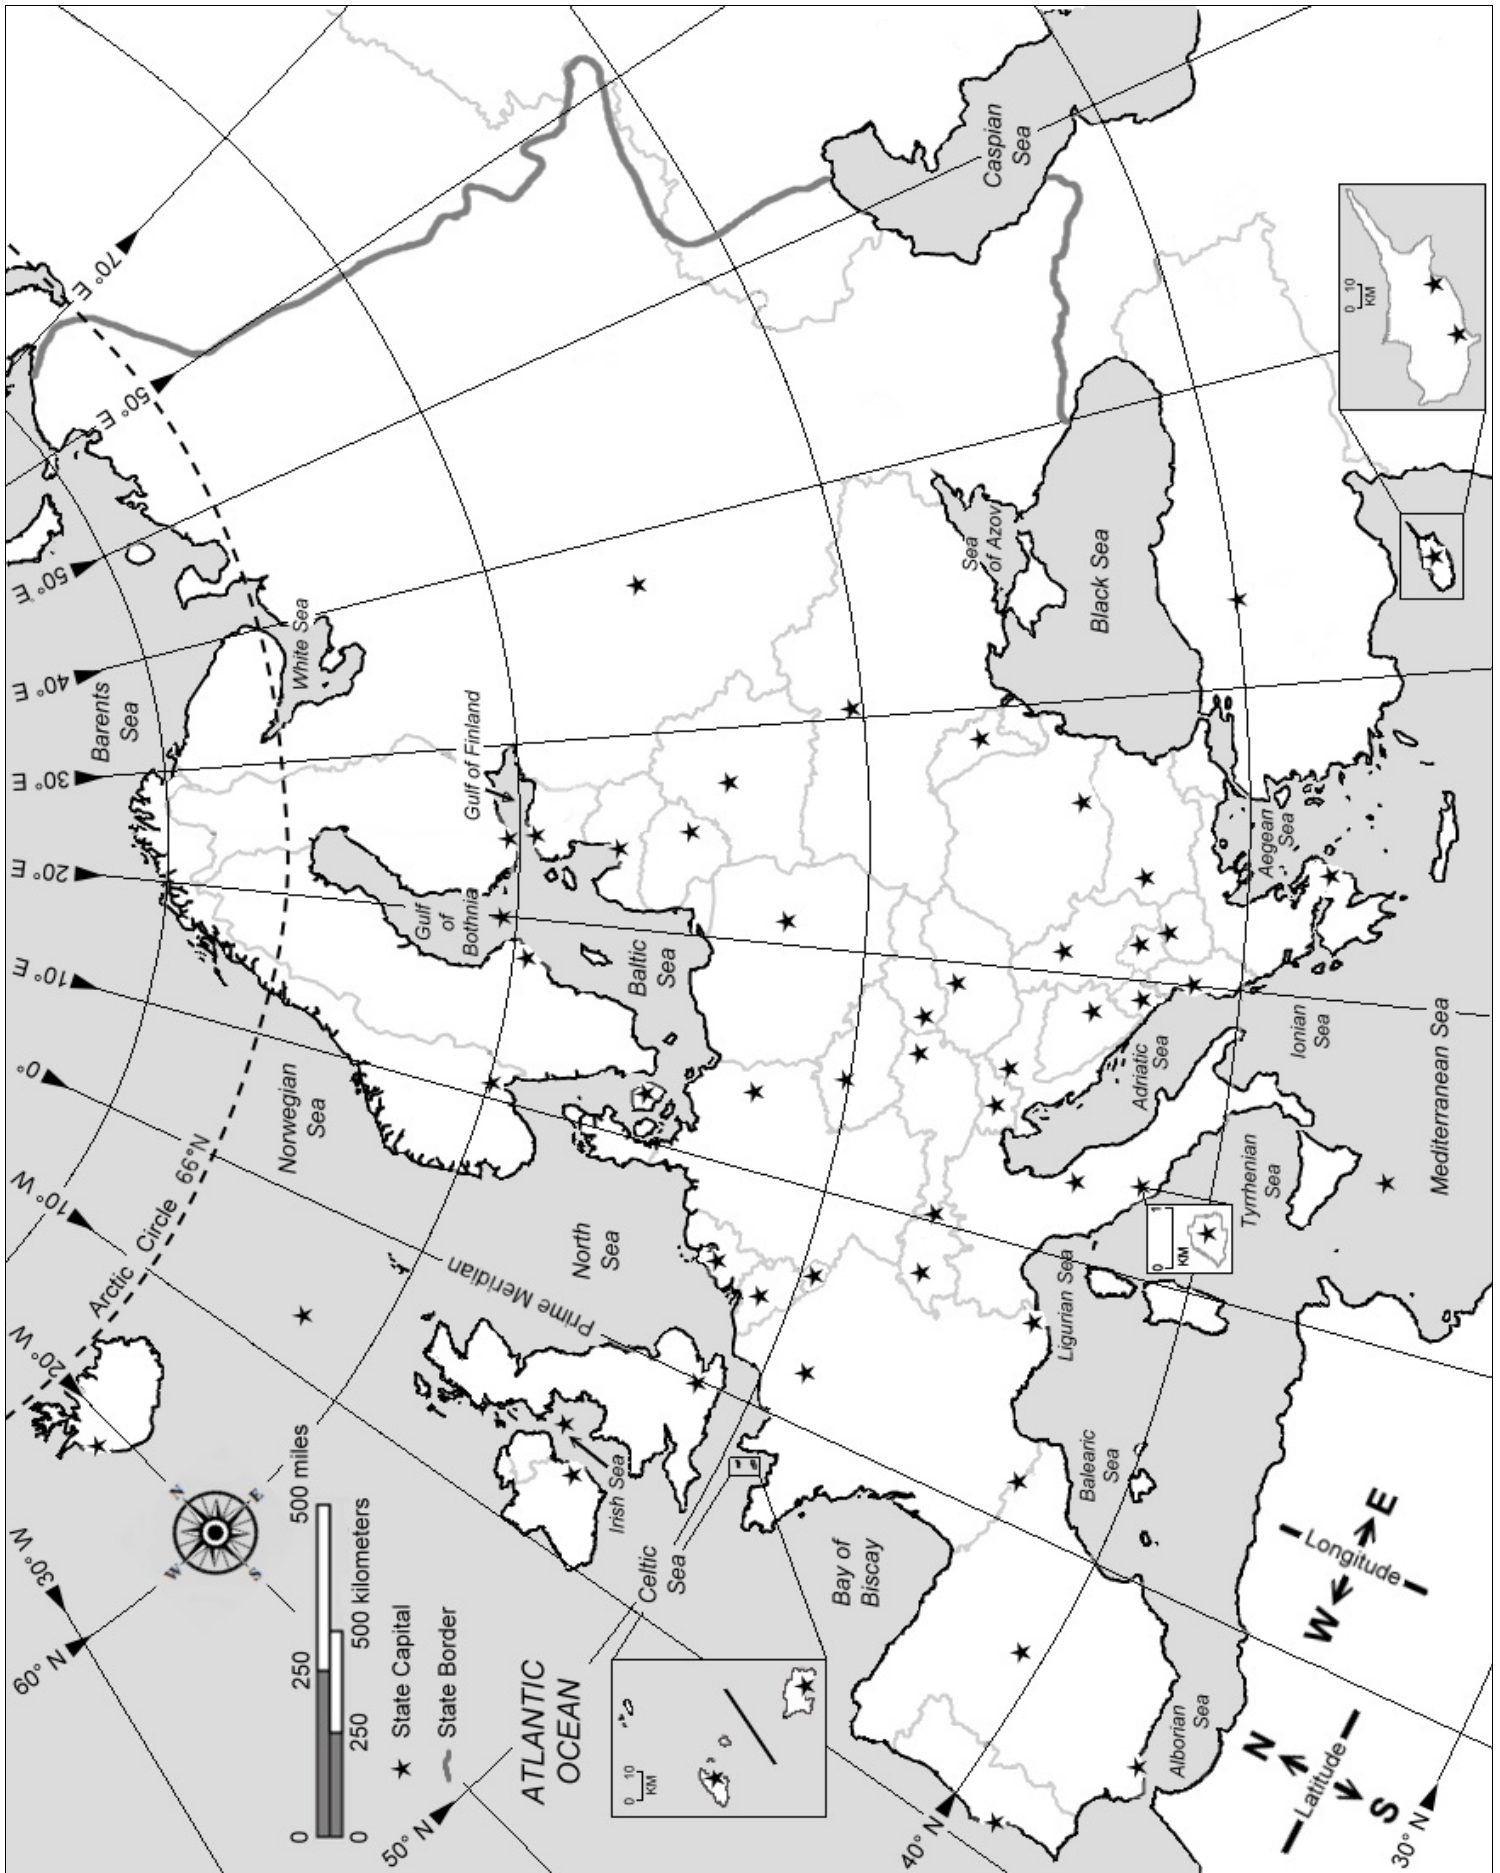 60° N
30° W
20° W
10° W
0°
10° E
20° E
30° E
40° E
50° E
50° E
70° E
Arctic Circle 66°N
Barents
Sea
White Sea
Norwegian
Sea
N
E
S
W
0
250
500 miles
0
250
500 kilometers
State Capital
State Border
Gulf
of
Bothnia
Gulf of Finland
Prime Meridian
North
Sea
Baltic
Sea
Irish Sea
Celtic
Sea
ATLANTIC
OCEAN
50° N
0 10
KM
Bay of
Biscay
40° N
Caspian
Sea
Sea
of Azov
Black Sea
Ligurian Sea
Balearic
Sea
Adriatic
Sea
0 1
KM
Tyrrhenian
Sea
Ionian
Sea
Aegean
Sea
Alborian
Sea
Mediterranean Sea
0 10
KM
N
Latitude
S
W
Longitude
E
30° N